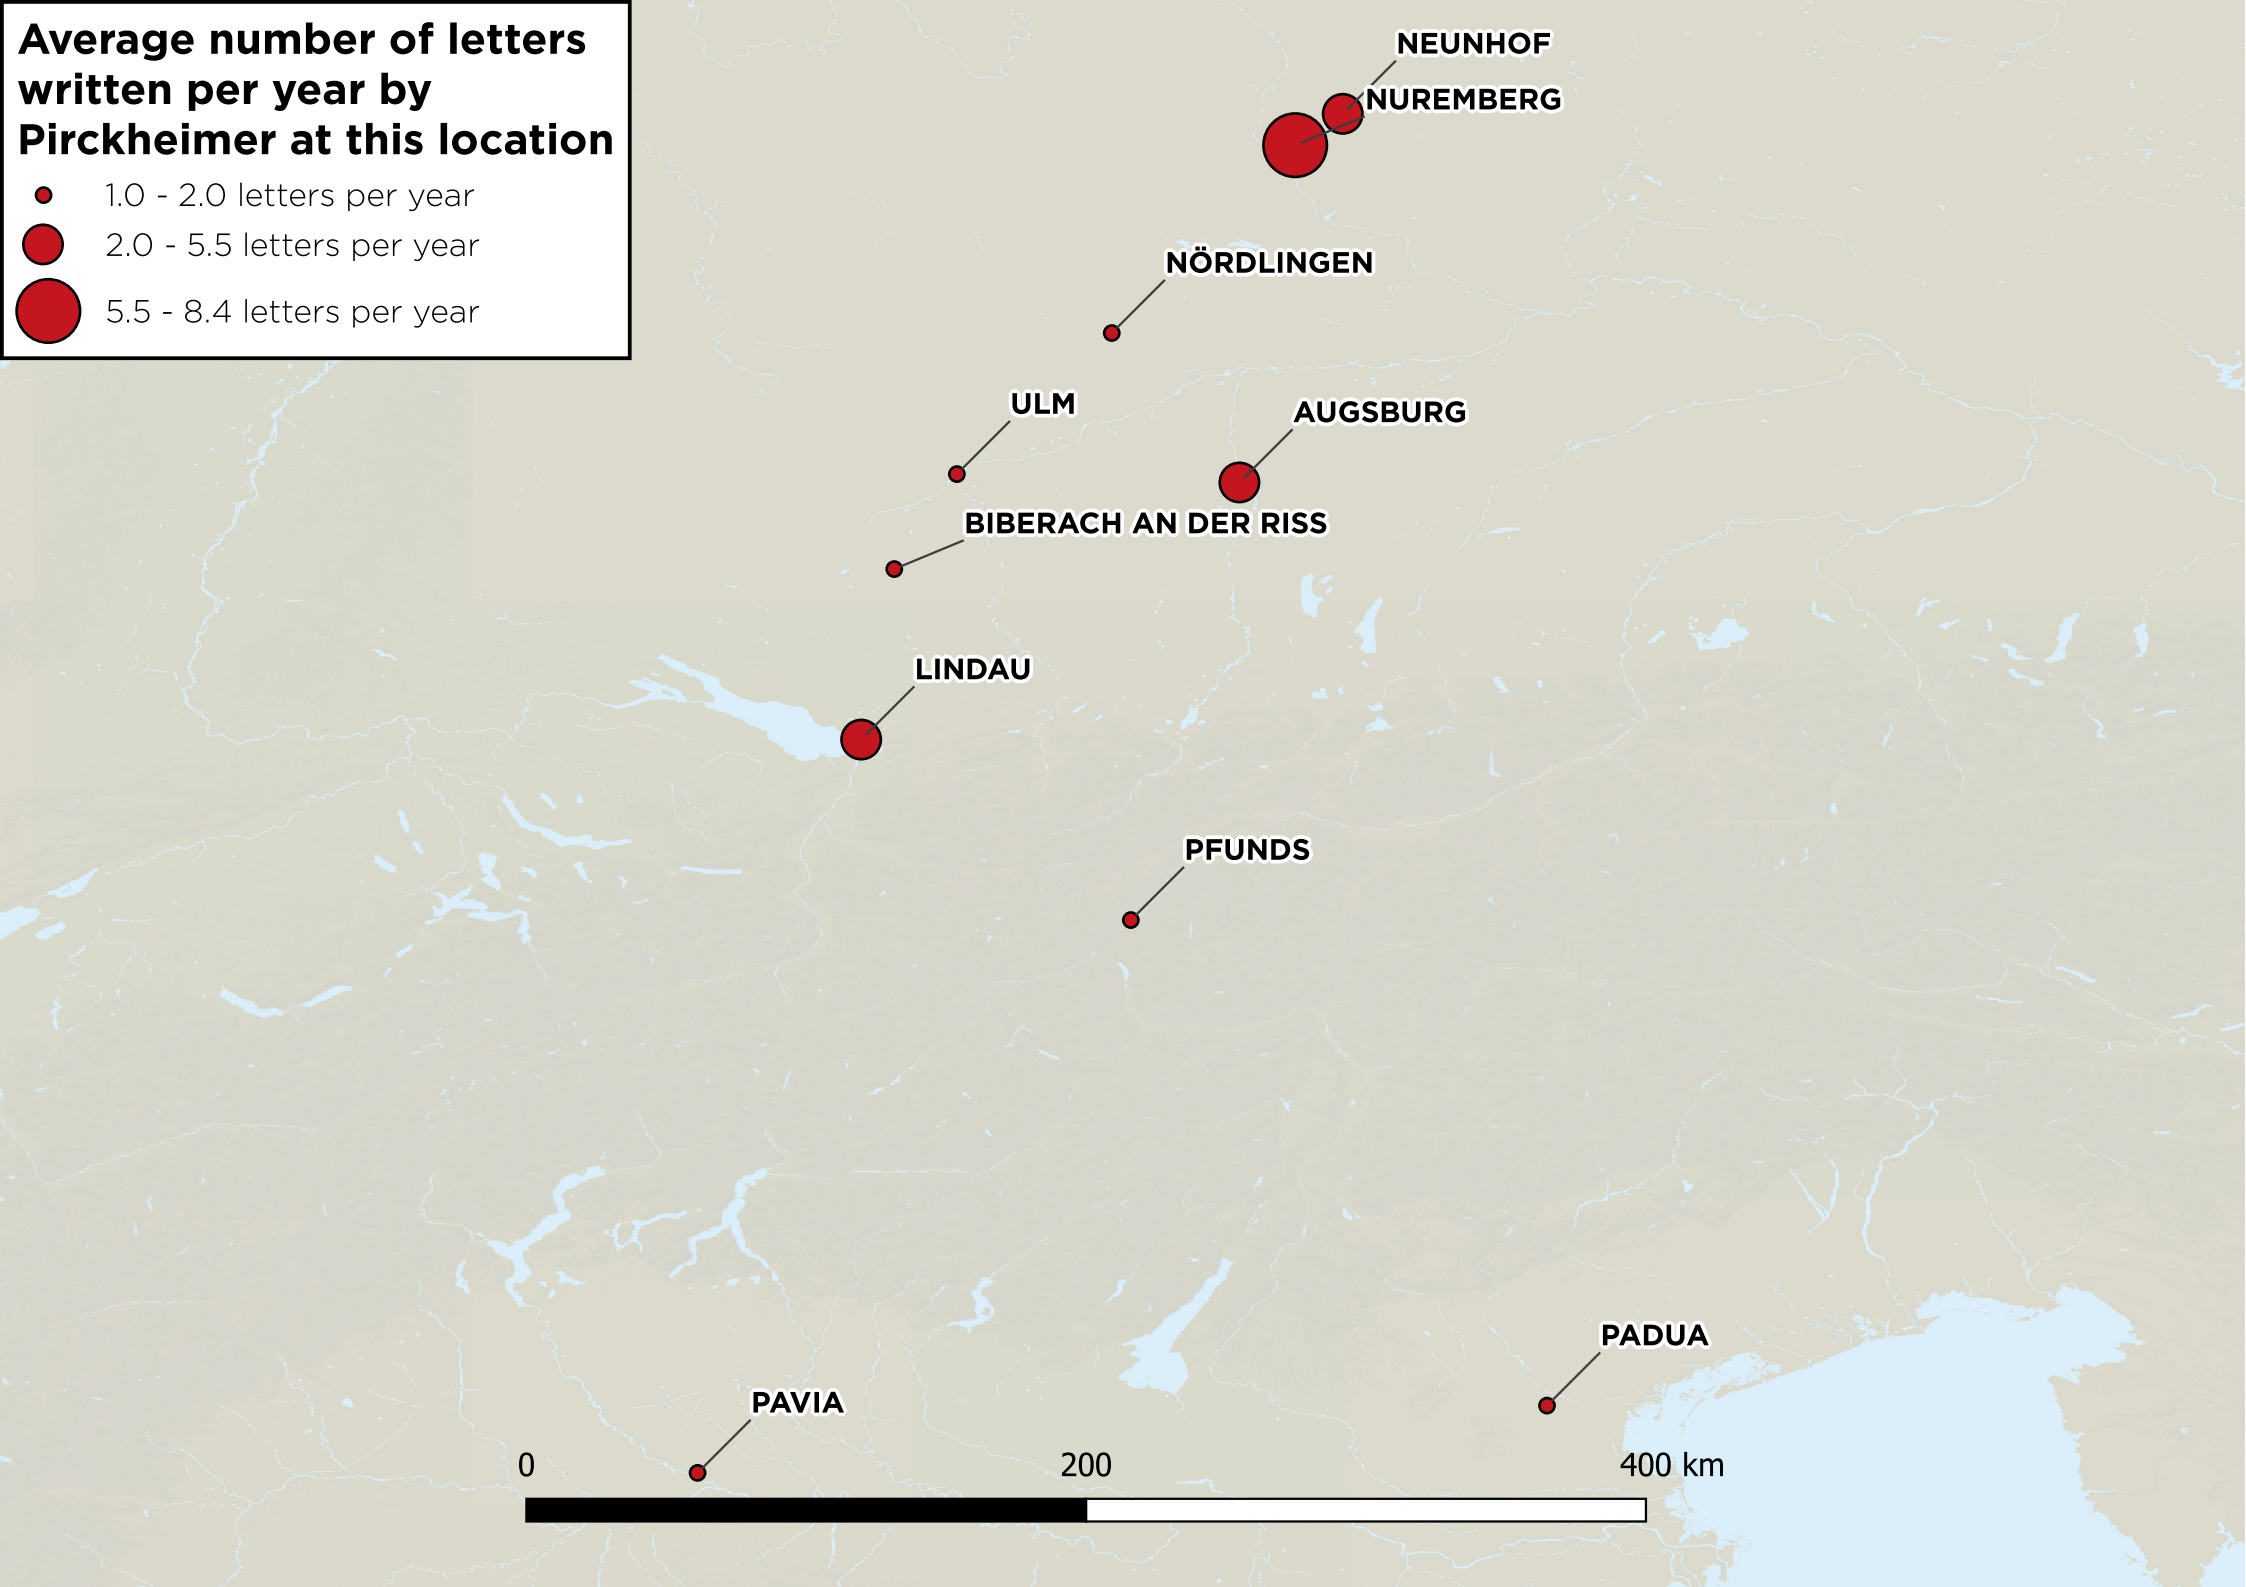 Average number of letters
written per year by
Pirckheimer at this location
1.0 - 2.0 letters per year
2.0 - 5.5 letters per year
5.5 - 8.4 letters per year
NEUNHOF
NUREMBERG
NÖRDLINGEN
ULM
AUGSBURG
BIBERACH AN DER RISS
LINDAU
PFUNDS
PADUA
PAVIA
0 200 400 km